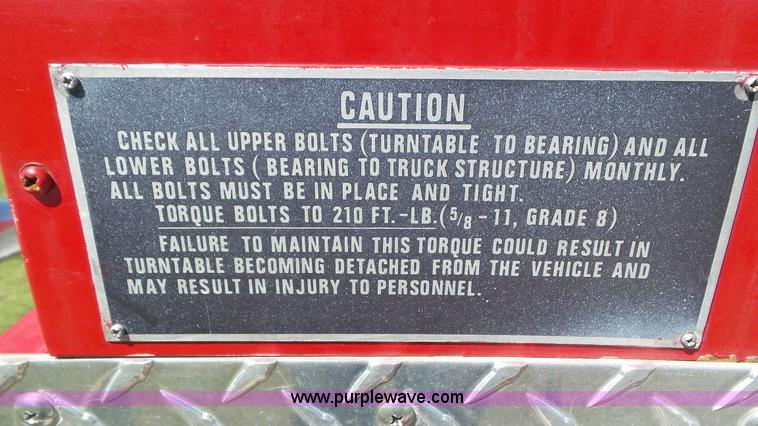 CAUTION
CHECK ALL UPPER BOLTS (TURNTABLE TO BEARING) AND ALL
LOWER BOLTS (BEARING TO TRUCK STRUCTURE) MONTHLY.
ALL BOLTS MUST BE IN PLACE AND TIGHT.
TORQUE BOLTS TO 210 FT.-LB. (5/8 - 11, GRADE 8)
FAILURE TO MAINTAIN THIS TORQUE COULD RESULT IN
TURNTABLE BECOMING DETACHED FROM THE VEHICLE AND
MAY RESULT IN INJURY TO PERSONNEL.
www.purplewave.com